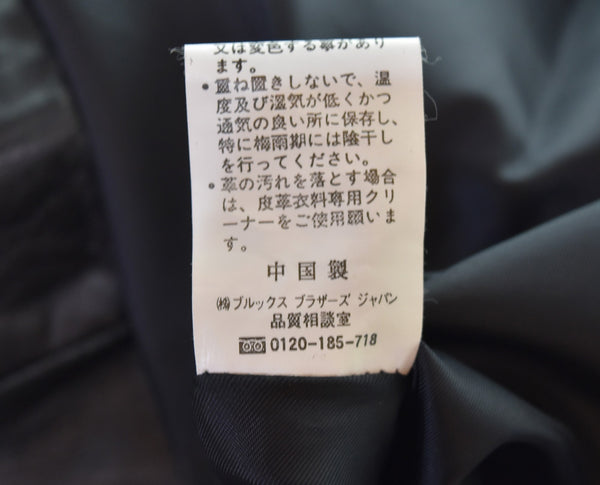 又は変色する事があり
ます。
●重ね置きしないで、温
度及び湿気が低くかつ
通気の良い所に保存し、
特に梅雨期には陰干し
を行ってください。
●革の汚れを落とす場合
は、皮革衣料専用クリ
ーナーをご使用願いま
す。
中国製
㈱ブルックス ブラザーズ ジャパン
品質相談室
0120-185-718